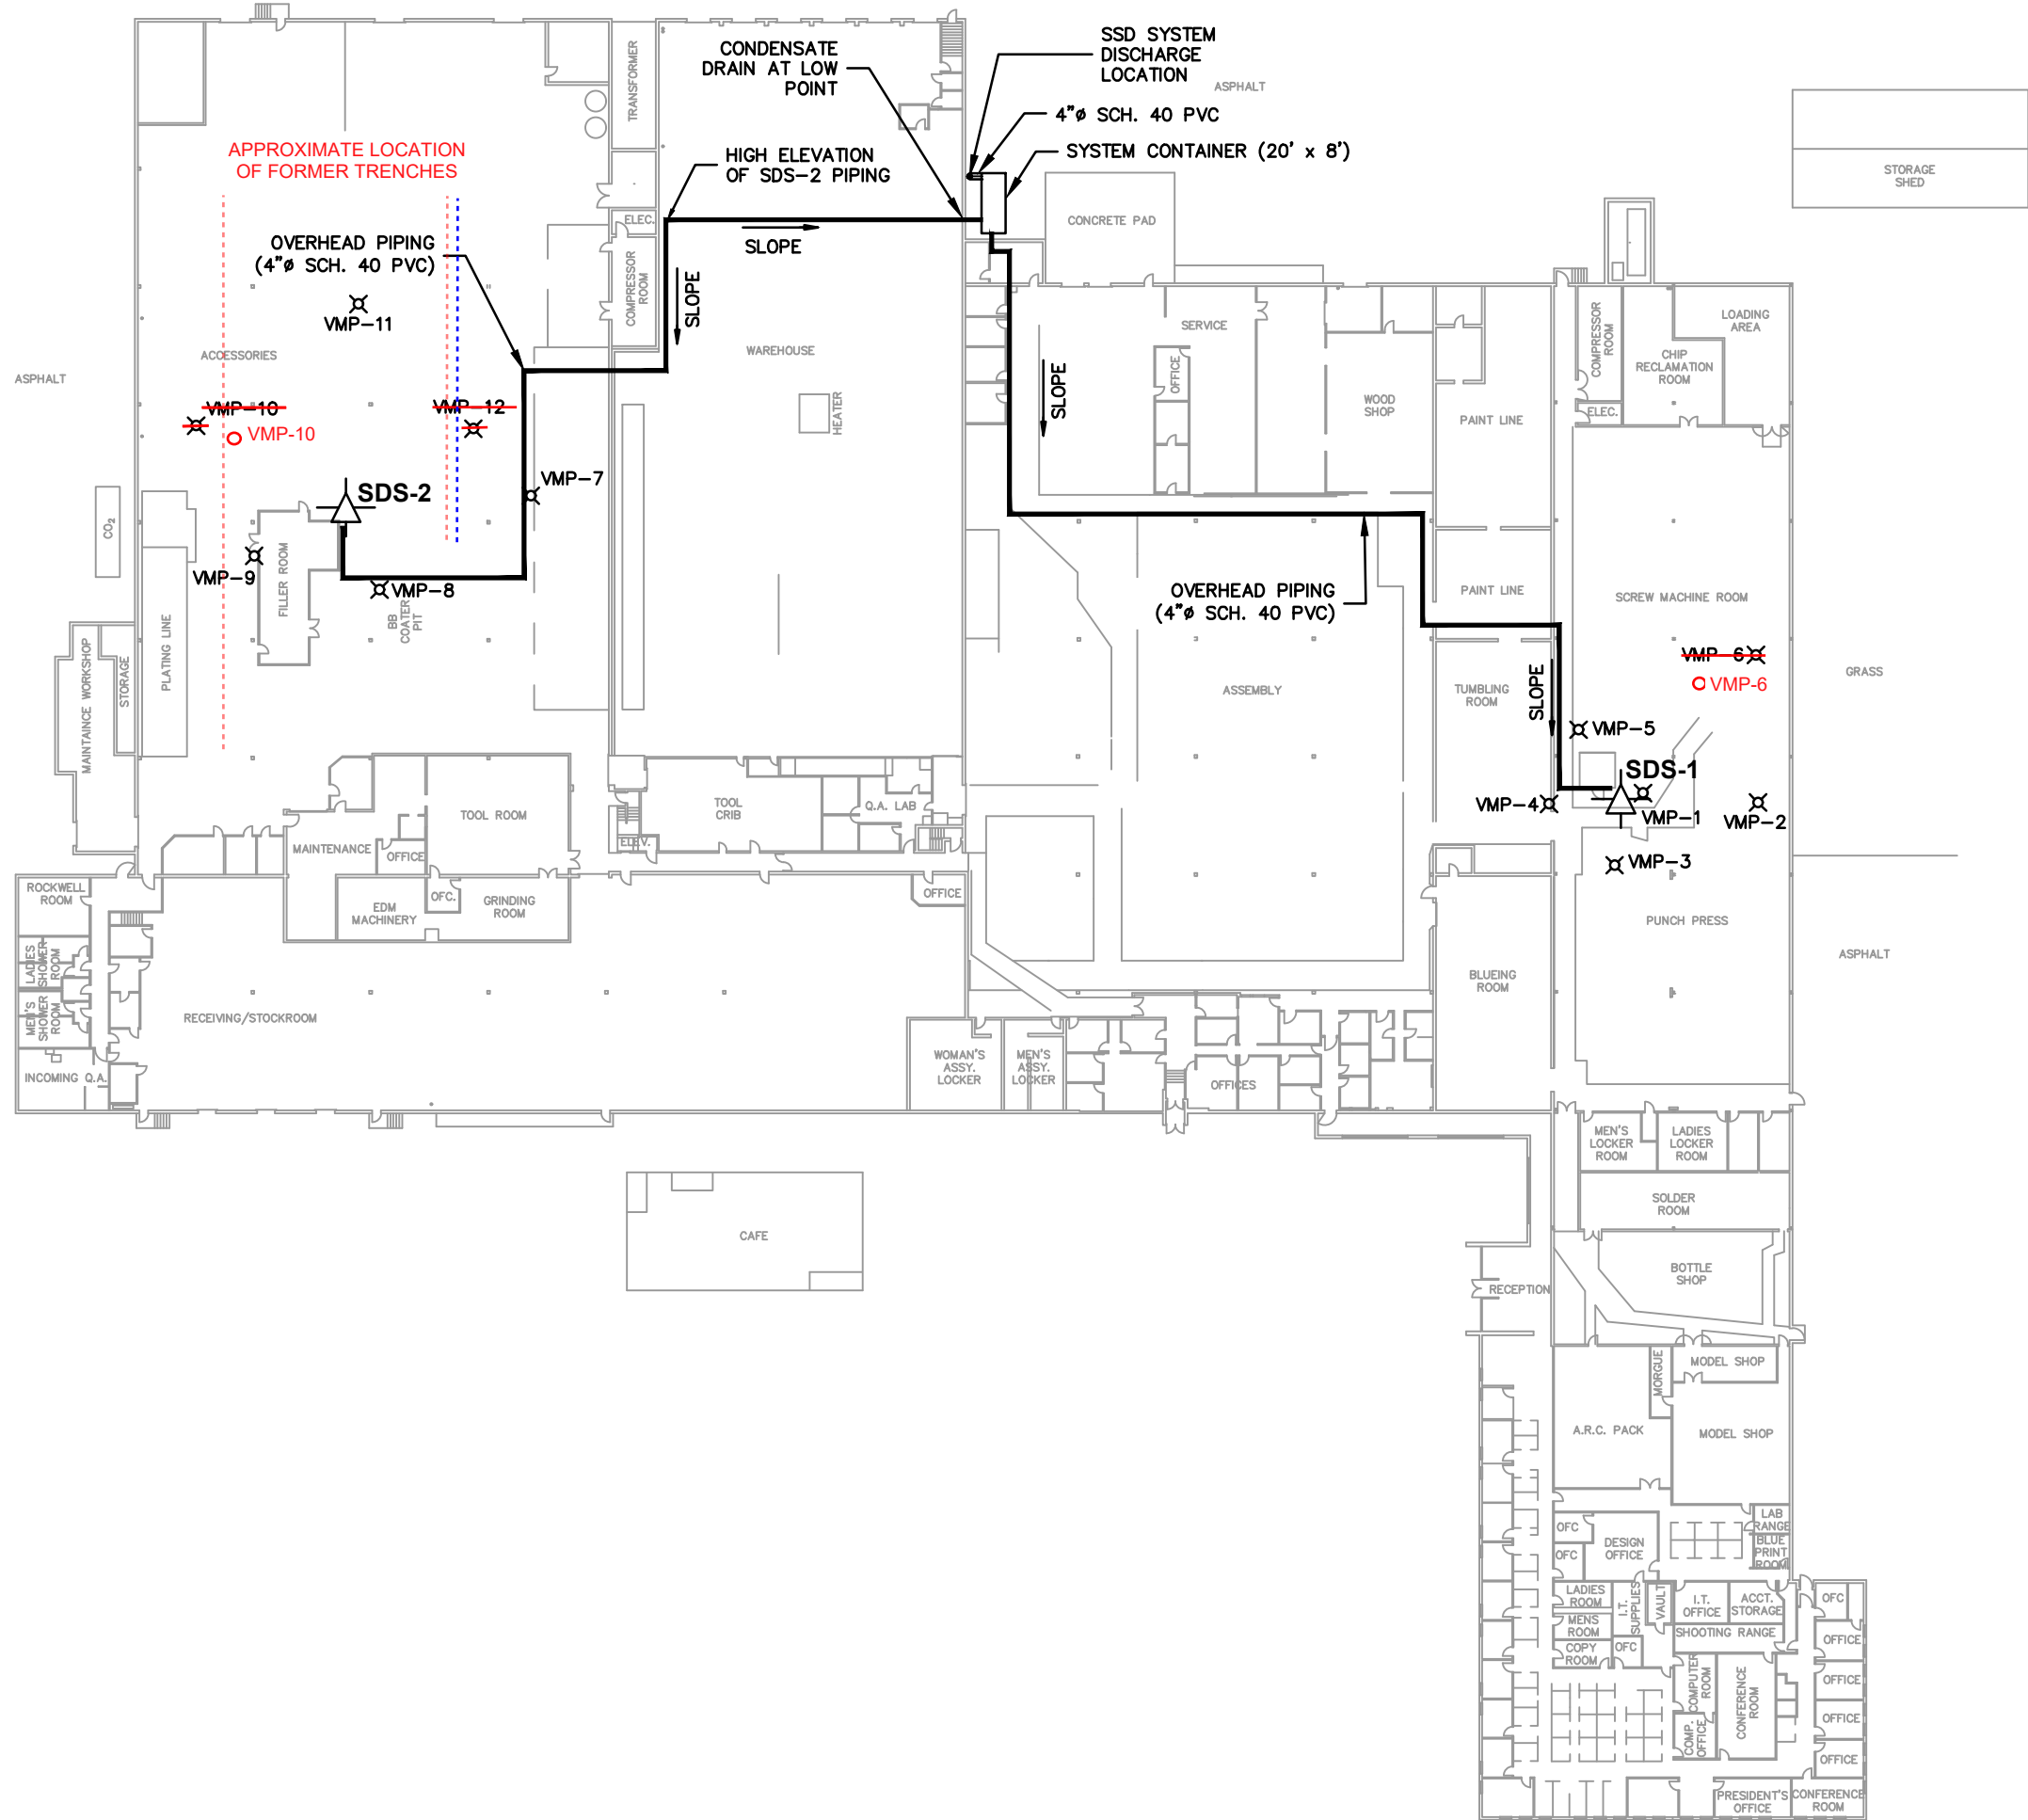 SSD SYSTEM
DISCHARGE
LOCATION
CONDENSATE
DRAIN AT LOW
POINT
TRANSFORMER
ASPHALT
4"ø SCH. 40 PVC
SYSTEM CONTAINER (20' x 8')
APPROXIMATE LOCATION
OF FORMER TRENCHES
HIGH ELEVATION
OF SDS-2 PIPING
STORAGE
SHED
ELEC.
CONCRETE PAD
OVERHEAD PIPING
(4"ø SCH. 40 PVC)
SLOPE
COMPRESSOR
ROOM
SLOPE
VMP-11
ACCESSORIES
WAREHOUSE
SERVICE
LOADING
AREA
COMPRESSOR
ROOM
CHIP
RECLAMATION
ROOM
ASPHALT
OFFICE
SLOPE
WOOD
SHOP
VMP-10
VMP-12
HEATER
ELEC.
PAINT LINE
VMP-10
VMP-7
SDS-2
CO2
FILLER ROOM
VMP-9
VMP-8
BB
COATER
PIT
OVERHEAD PIPING
(4"ø SCH. 40 PVC)
PAINT LINE
SCREW MACHINE ROOM
PLATING LINE
MAINTANCE WORKSHOP
STORAGE
VMP-6
VMP-6
GRASS
ASSEMBLY
TUMBLING
ROOM
SLOPE
VMP-5
SDS-1
VMP-4
VMP-1
VMP-2
VMP-3
TOOL ROOM
TOOL
CRIB
Q.A. LAB
ELEV.
MAINTENANCE
OFFICE
ROCKWELL
ROOM
EDM
MACHINERY
OFC.
GRINDING
ROOM
OFFICE
PUNCH PRESS
ASPHALT
LADIES
SHOWER
ROOM
MEN'S
SHOWER
ROOM
BLUEING
ROOM
RECEIVING/STOCKROOM
INCOMING Q.A.
WOMAN'S
ASSY.
LOCKER
MEN'S
ASSY.
LOCKER
OFFICES
MEN'S
LOCKER
ROOM
LADIES
LOCKER
ROOM
SOLDER
ROOM
CAFE
BOTTLE
SHOP
RECEPTION
MORGUE
MODEL SHOP
A.R.C. PACK
MODEL SHOP
LAB
RANGE
OFC
DESIGN
OFFICE
BLUE
PRINT
ROOM
OFC
LADIES
ROOM
I.T.
SUPPLIES
VAULT
I.T.
OFFICE
ACCT.
STORAGE
OFC
MENS
ROOM
SHOOTING RANGE
OFFICE
COPY
ROOM
OFC
COMPUTER
ROOM
CONFERENCE
ROOM
OFFICE
OFFICE
COMP.
OFFICE
OFFICE
PRESIDENT'S
OFFICE
CONFERENCE
ROOM